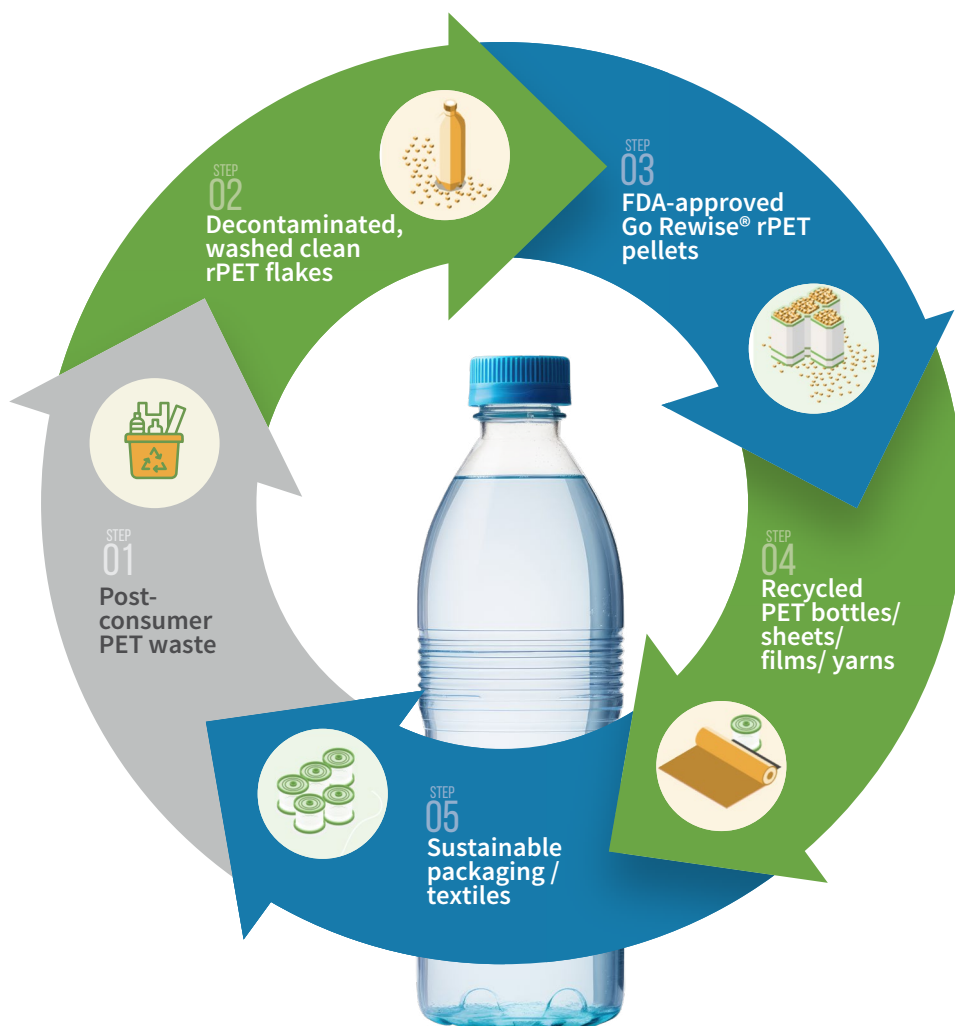 STEP
01
Post-
consumer
PET waste
STEP
02
Decontaminated,
washed clean
rPET flakes
STEP
03
FDA-approved
Go Rewise® rPET
pellets
STEP
04
Recycled
PET bottles/
sheets/
films/ yarns
STEP
05
Sustainable
packaging /
textiles